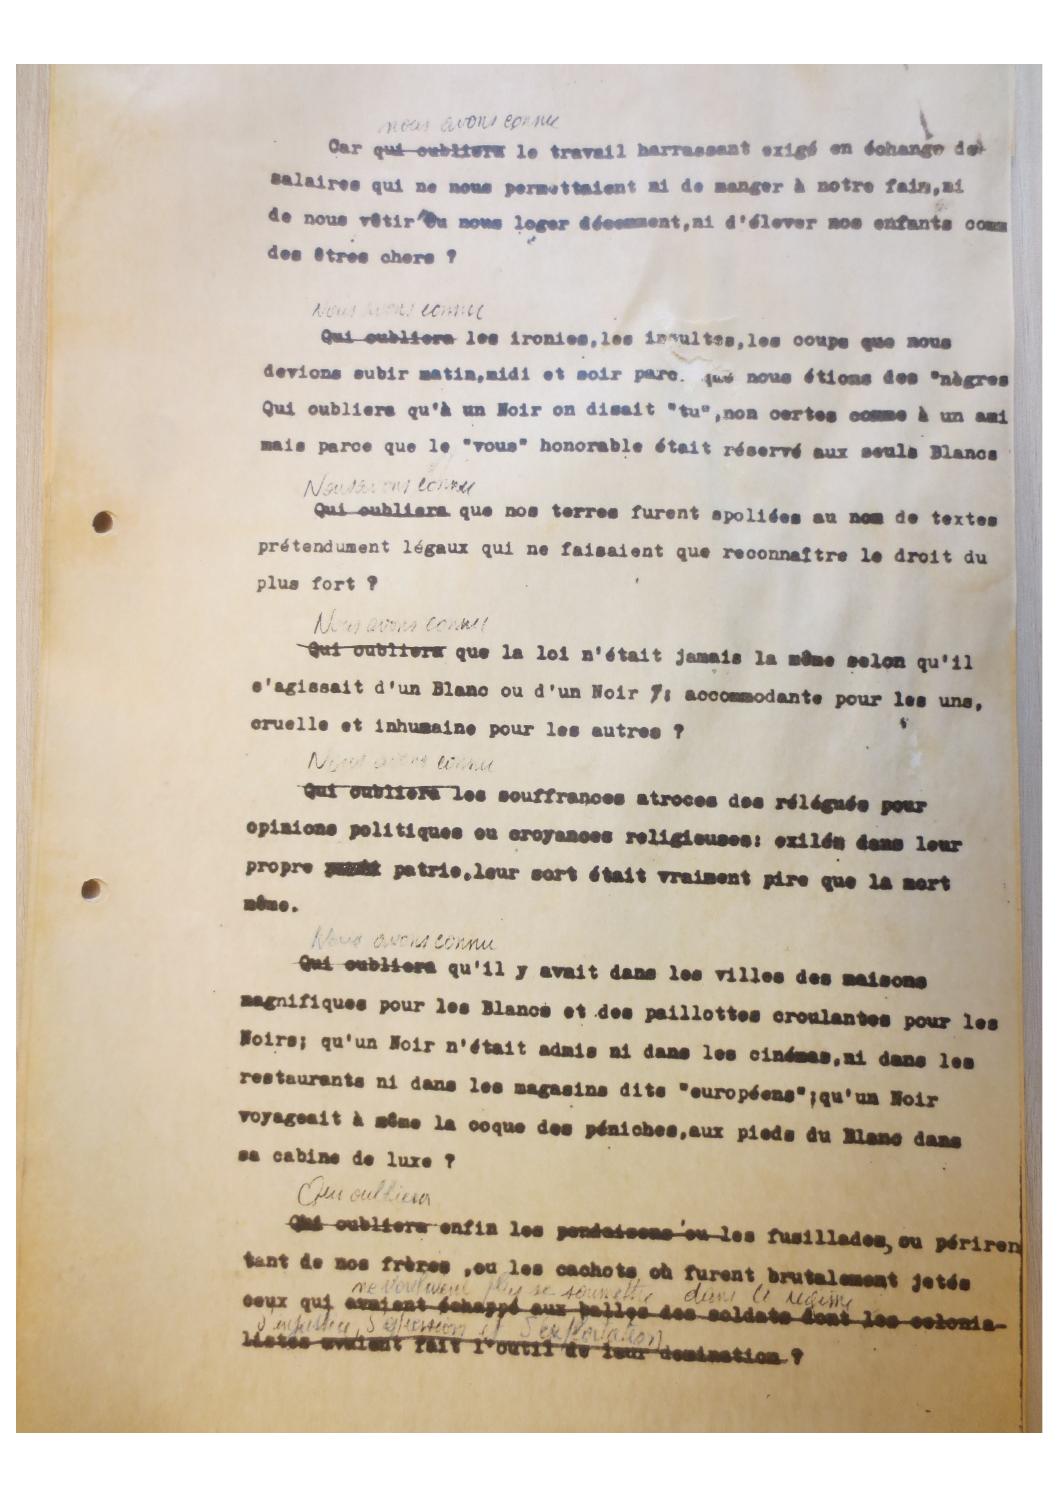 nous avons connu
Car qui oubliera le travail harrassant exigé en échange de
salaires qui ne nous permettaient ni de manger à notre faim,ni
de nous vêtir ou nous loger décemment,ni d'élever nos enfants comm
des êtres chers ?
Nous avons connu
Qui oubliera les ironies,les insultes,les coups que nous
devions subir matin,midi et soir parc que nous étions des "nègres
Qui oubliera qu'à un Noir on disait "tu",non certes comme à un ami
mais parce que le "vous" honorable était réservé aux seuls Blancs
Nous avons connu
Qui oubliera que nos terres furent spoliées au nom de textes
prétendument légaux qui ne faisaient que reconnaître le droit du
plus fort ?
Nous avons connu
Qui oubliera que la loi n'était jamais la même selon qu'il
s'agissait d'un Blanc ou d'un Noir ?: accommodante pour les uns,
cruelle et inhumaine pour les autres ?
Nous avons connu
Qui oubliera les souffrances atroces des rélégués pour
opinions politiques ou croyances religieuses: exilés dans leur
propre patrie,leur sort était vraiment pire que la mort
même.
Nous avons connu
Qui oubliera qu'il y avait dans les villes des maisons
magnifiques pour les Blancs et des paillottes croulantes pour les
Noirs; qu'un Noir n'était admis ni dans les cinémas,ni dans les
restaurants ni dans les magasins dits "européens";qu'un Noir
voyageait à même la coque des péniches,aux pieds du Blanc dans
sa cabine de luxe ?
Qui oubliera
Qui oubliera enfin les pendaisons ou les fusillades, ou périren
tant de nos frères ,ou les cachots où furent brutalement jetés
ne voulaient plus se soumettre dans le régime
ceux qui avaient échappé aux balles des soldats dont les colonia-
d'injustice, d'oppression et d'exploitation
listes avaient fait l'outil de leur domination ?